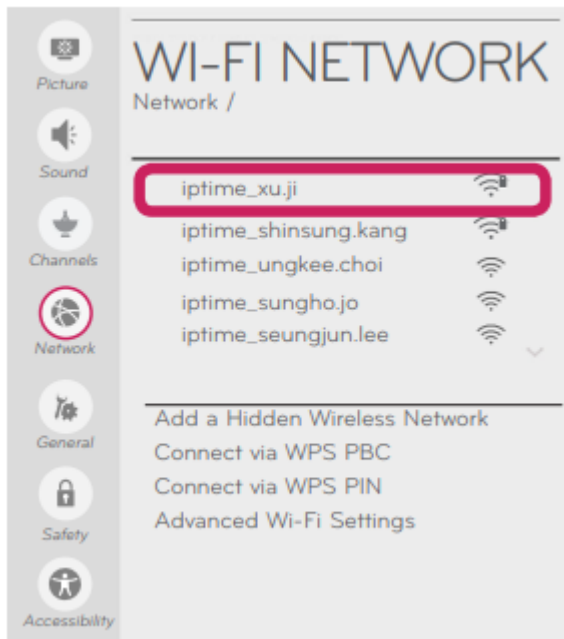 Picture
Sound
Channels
Network
General
Safety
Accessibility
WI-FI NETWORK
Network /
iptime_xu.ji
iptime_shinsung.kang
iptime_ungkee.choi
iptime_sungho.jo
iptime_seungjun.lee
Add a Hidden Wireless Network
Connect via WPS PBC
Connect via WPS PIN
Advanced Wi-Fi Settings